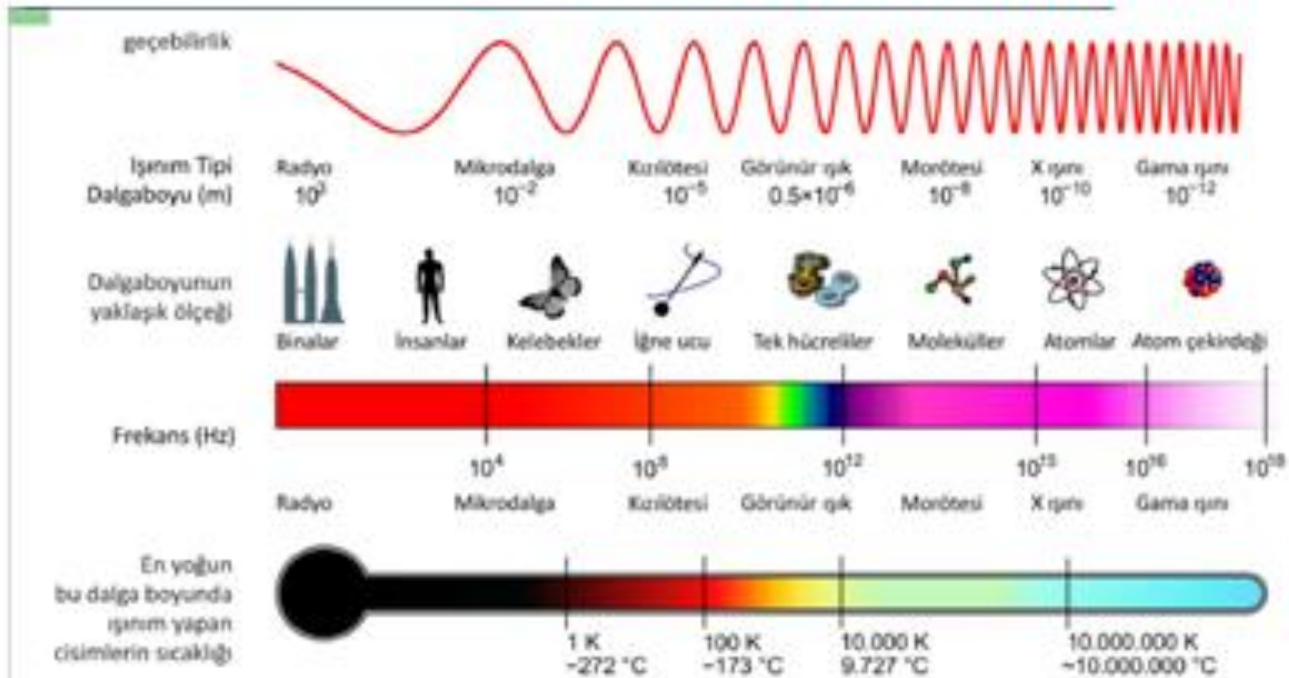 geçebilirlik
Işınım Tipi Radyo Mikrodalga Kızılötesi Görünür ışık Morötesi X ışını Gama ışını
Dalgaboyu (m) 10³ 10⁻² 10⁻⁵ 0.5×10⁻⁶ 10⁻⁸ 10⁻¹⁰ 10⁻¹²
Dalgaboyunun
yaklaşık ölçeği
Binalar İnsanlar Kelebekler İğne ucu Tek hücreliler Moleküller Atomlar Atom çekirdeği
Frekans (Hz)
10⁴ 10⁸ 10¹² 10¹⁵ 10¹⁶ 10¹⁸
Radyo Mikrodalga Kızılötesi Görünür ışık Morötesi X ışını Gama ışını
En yoğun
bu dalga boyunda
ışınım yapan
cisimlerin sıcaklığı
1 K 100 K 10.000 K 10.000.000 K
−272 °C −173 °C 9.727 °C ~10.000.000 °C